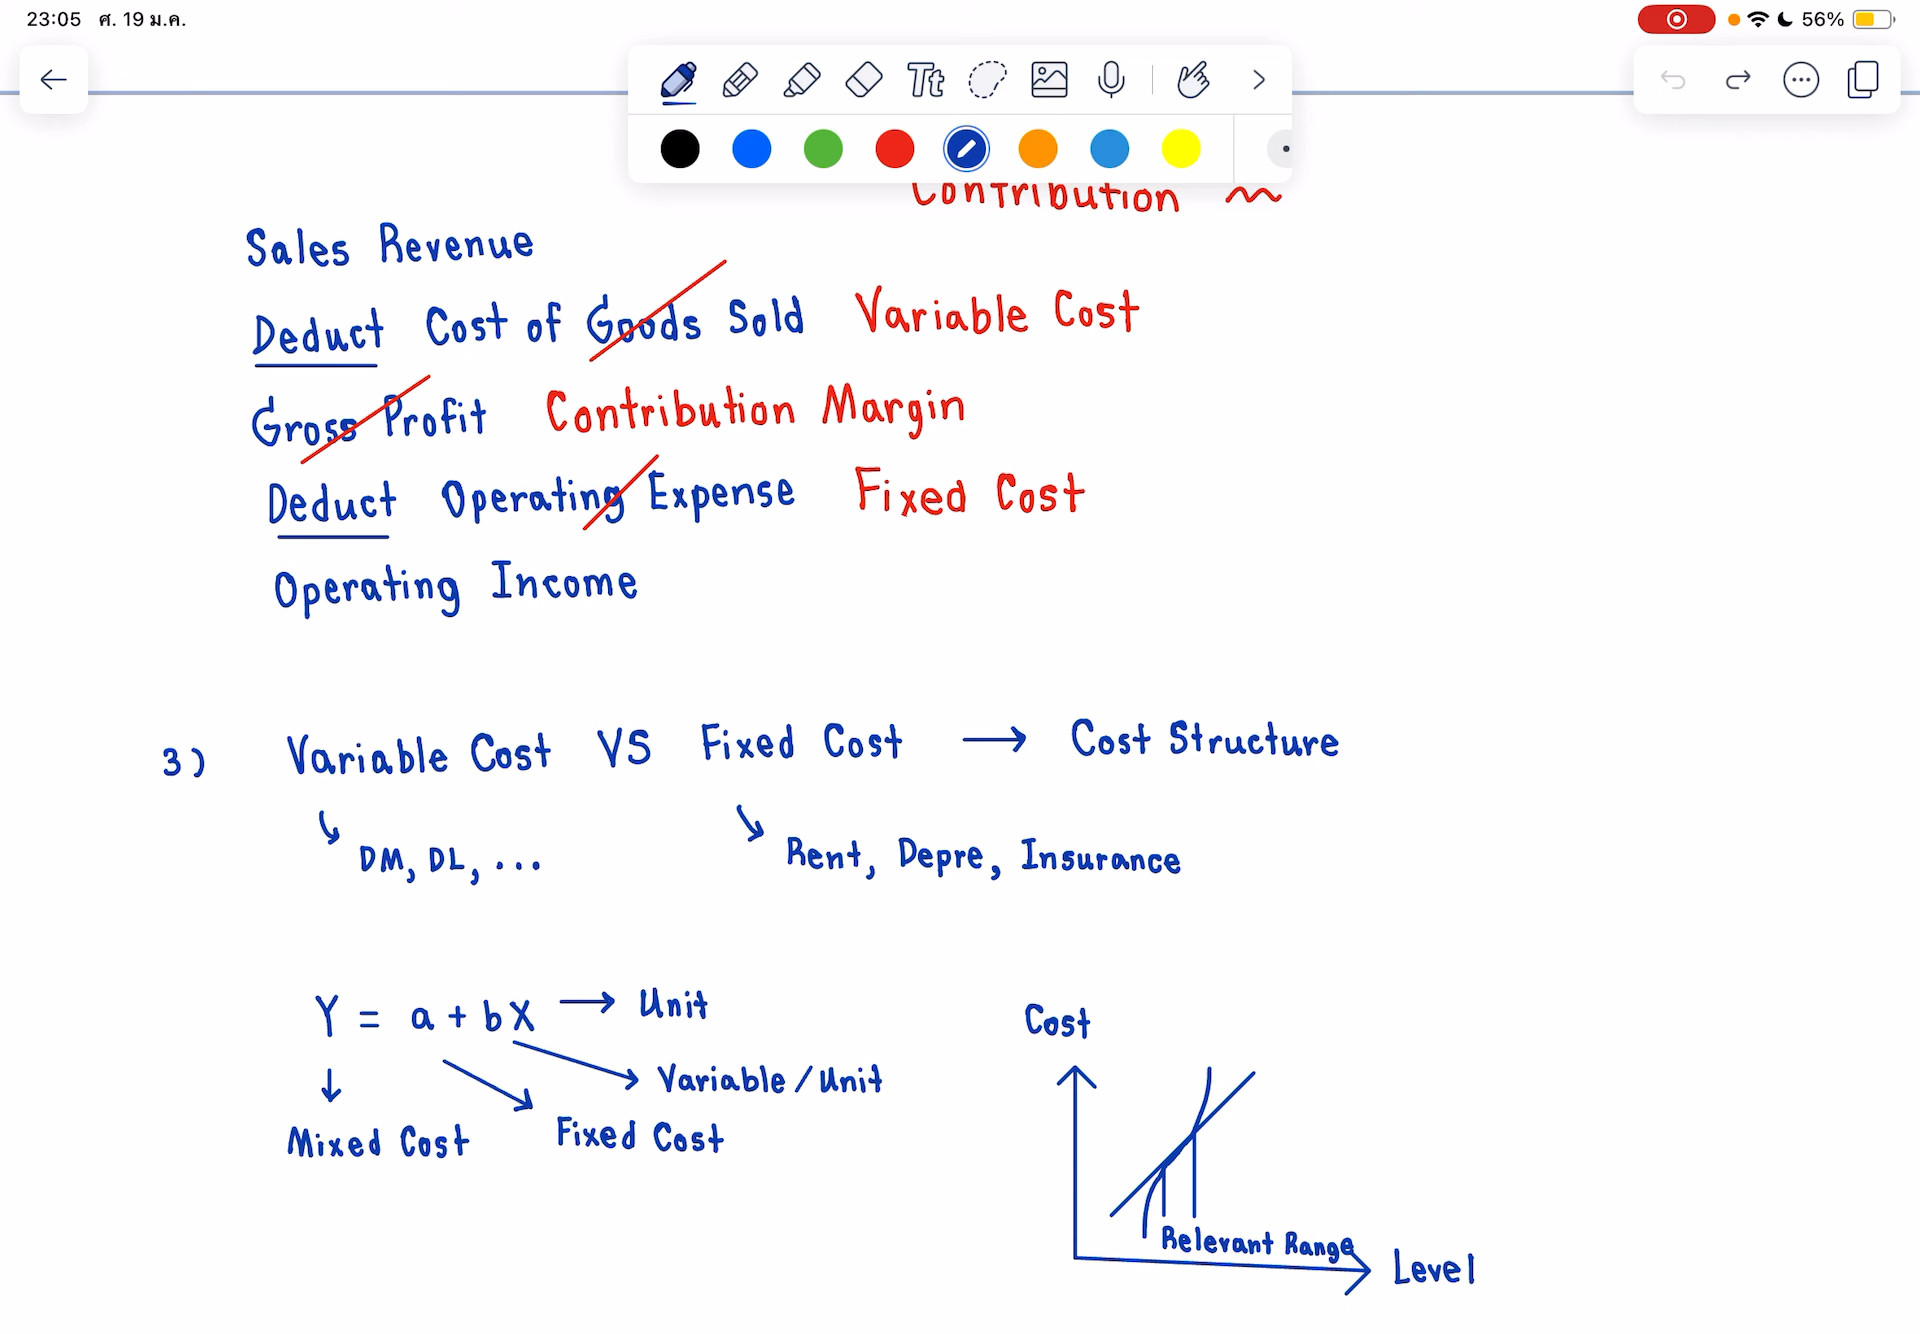 23:05 ศ. 19 ม.ค. 56%
Tt
Contribution
Sales Revenue
Deduct Cost of Goods Sold Variable Cost
Gross Profit Contribution Margin
Deduct Operating Expense Fixed Cost
Operating Income
3) Variable Cost VS Fixed Cost → Cost Structure
DM, DL, ... Rent, Depre, Insurance
Y = a + bX → Unit
Variable / Unit
Mixed Cost Fixed Cost
Cost
Relevant Range
Level